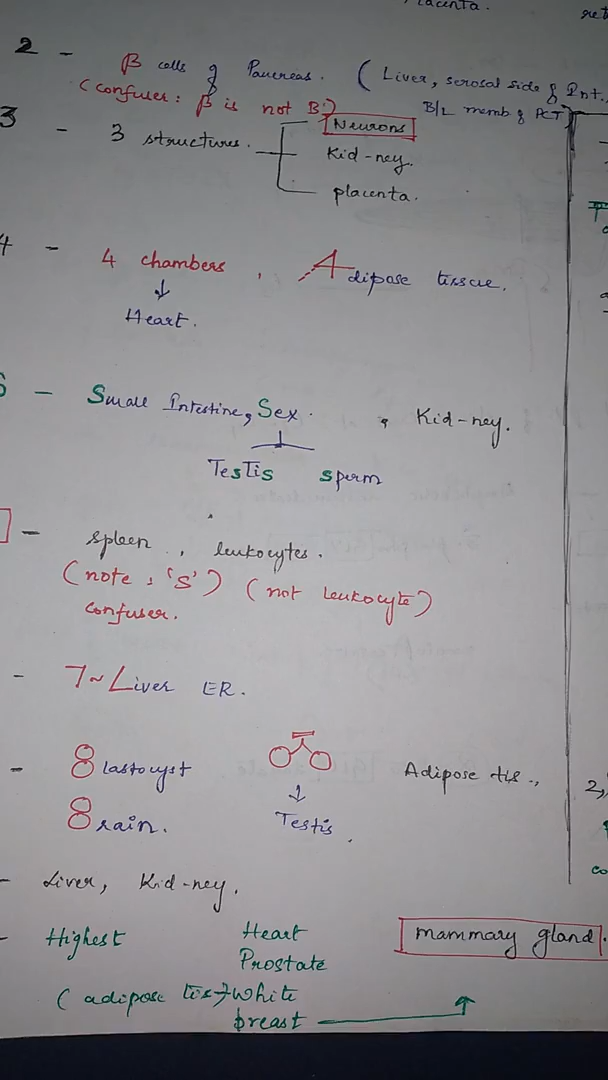 placenta.
2 - β cells of Pancreas. (Liver, serosal side of Int.
(Confuser: β is not B.) B/L memb of PCT)
3 - 3 structures. Neurons
Kid-ney.
placenta.
4 - 4 chambers, Adipose tissue.
Heart.
- Small Intestine, Sex. Kid-ney.
Testis sperm
- spleen, leukocytes.
(note: 'S') (not leukocyte)
confuser.
- 7~Liver ER.
- 8lastocyst Adipose tis.,
8rain. Testis.
- Liver, Kid-ney.
- Highest Heart mammary gland.
Prostate
(adipose tis) white
breast
2,
co